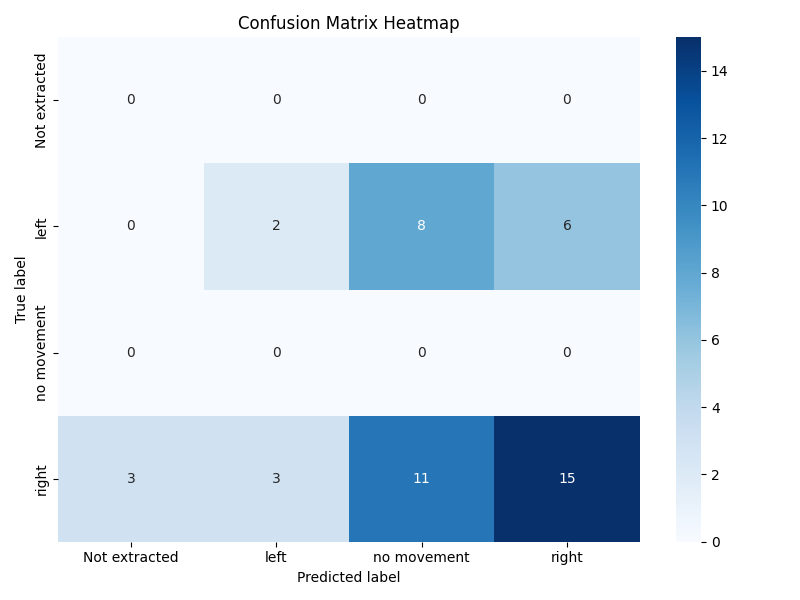 Confusion Matrix Heatmap
True label
Not extracted
0 0 0 0
left
0 2 8 6
no movement
0 0 0 0
right
3 3 11 15
Not extracted left no movement right
Predicted label
14
12
10
8
6
4
2
0